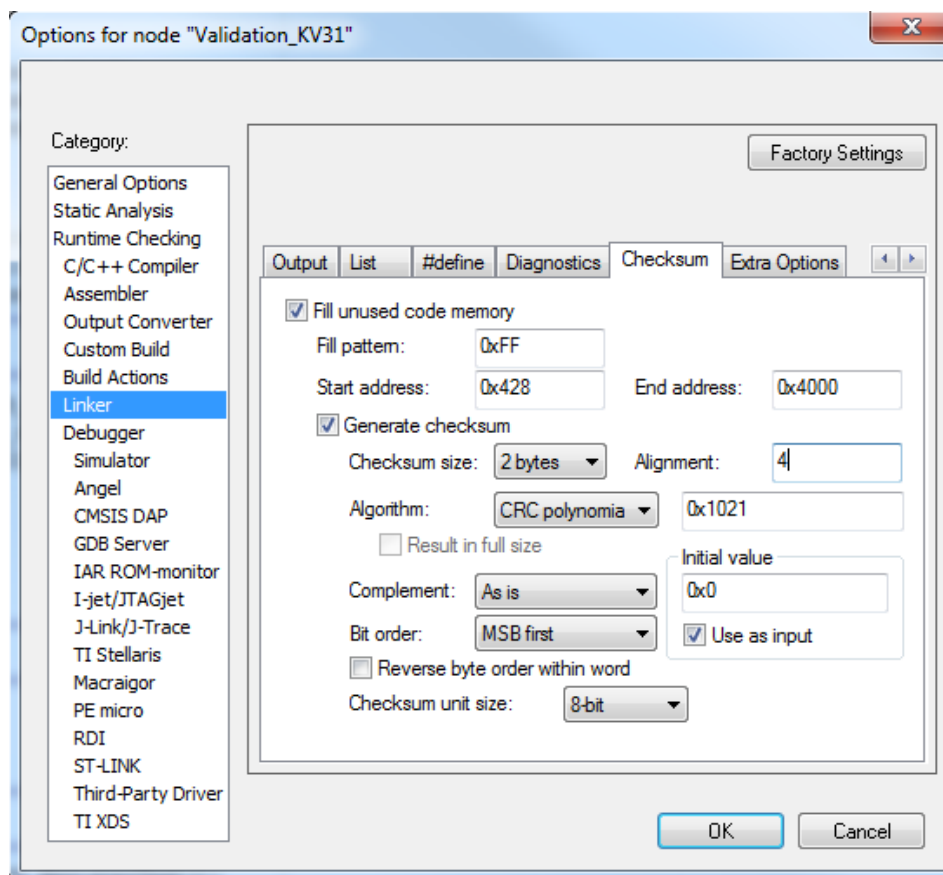 Options for node "Validation_KV31"
Category:
General Options
Static Analysis
Runtime Checking
C/C++ Compiler
Assembler
Output Converter
Custom Build
Build Actions
Linker
Debugger
Simulator
Angel
CMSIS DAP
GDB Server
IAR ROM-monitor
I-jet/JTAGjet
J-Link/J-Trace
TI Stellaris
Macraigor
PE micro
RDI
ST-LINK
Third-Party Driver
TI XDS
Factory Settings
Output List #define Diagnostics Checksum Extra Options
Fill unused code memory
Fill pattern: 0xFF
Start address: 0x428 End address: 0x4000
Generate checksum
Checksum size: 2 bytes Alignment: 4
Algorithm: CRC polynomia 0x1021
Result in full size
Initial value
Complement: As is 0x0
Bit order: MSB first Use as input
Reverse byte order within word
Checksum unit size: 8-bit
OK Cancel